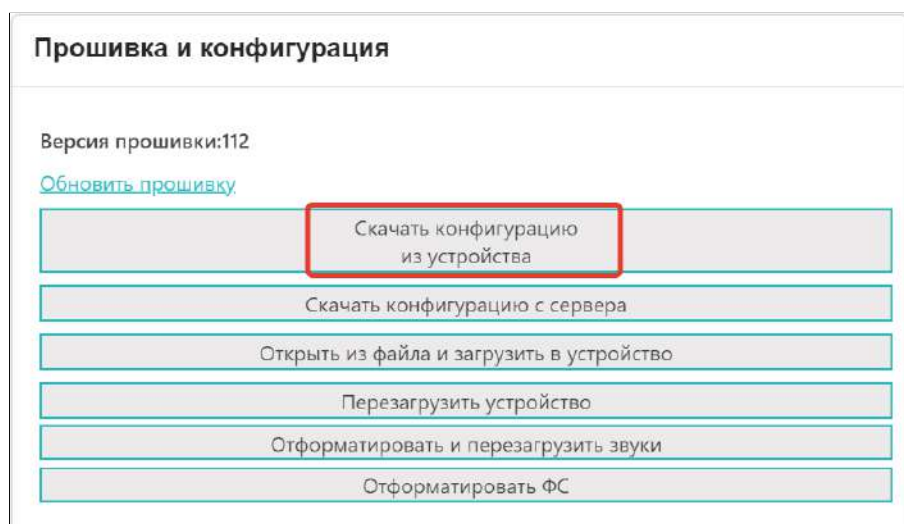 Прошивка и конфигурация
Версия прошивки:112
Обновить прошивку
Скачать конфигурацию
из устройства
Скачать конфигурацию с сервера
Открыть из файла и загрузить в устройство
Перезагрузить устройство
Отформатировать и перезагрузить звуки
Отформатировать ФС